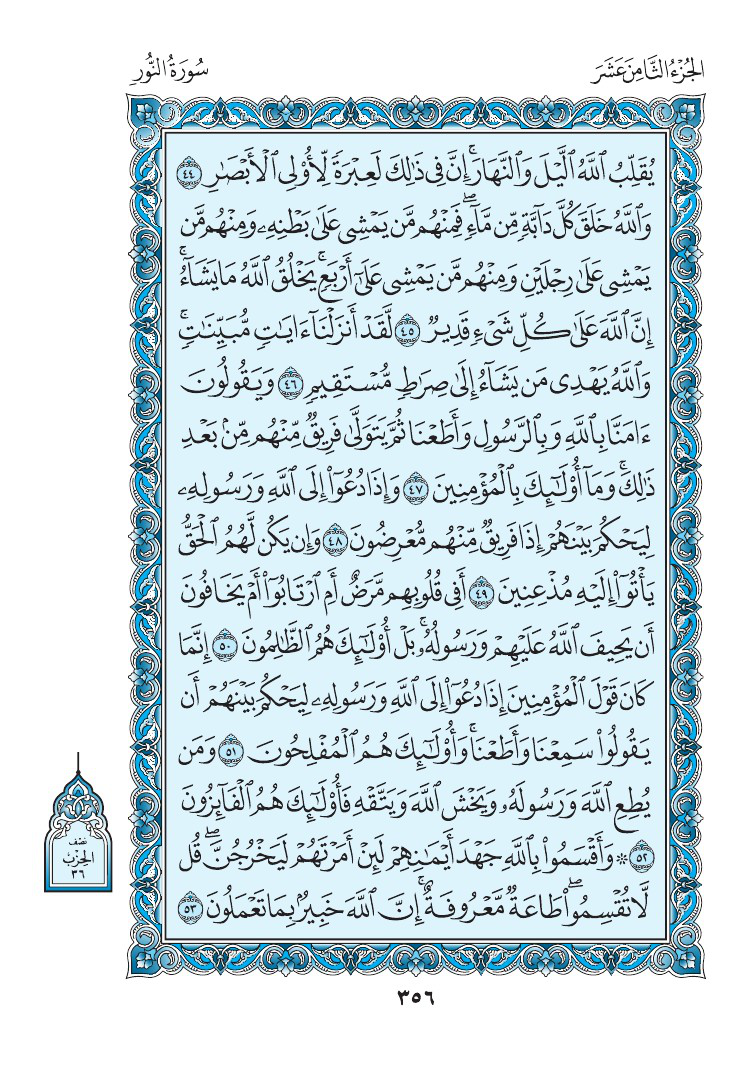 الجُزْءُ الثَّامِنَ عَشَرَ
سُورَةُ النُّورِ
يُقَلِّبُ ٱللَّهُ ٱلَّيۡلَ وَٱلنَّهَارَۚ إِنَّ فِي ذَٰلِكَ لَعِبۡرَةٗ لِّأُوْلِي ٱلۡأَبۡصَٰرِ ٤٤
وَٱللَّهُ خَلَقَ كُلَّ دَآبَّةٖ مِّن مَّآءٖۖ فَمِنۡهُم مَّن يَمۡشِي عَلَىٰ بَطۡنِهِۦ وَمِنۡهُم مَّن
يَمۡشِي عَلَىٰ رِجۡلَيۡنِ وَمِنۡهُم مَّن يَمۡشِي عَلَىٰٓ أَرۡبَعٖۚ يَخۡلُقُ ٱللَّهُ مَا يَشَآءُۚ
إِنَّ ٱللَّهَ عَلَىٰ كُلِّ شَيۡءٖ قَدِيرٞ ٤٥ لَّقَدۡ أَنزَلۡنَآ ءَايَٰتٖ مُّبَيِّنَٰتٖۚ
وَٱللَّهُ يَهۡدِي مَن يَشَآءُ إِلَىٰ صِرَٰطٖ مُّسۡتَقِيمٖ ٤٦ وَيَقُولُونَ
ءَامَنَّا بِٱللَّهِ وَبِٱلرَّسُولِ وَأَطَعۡنَا ثُمَّ يَتَوَلَّىٰ فَرِيقٞ مِّنۡهُم مِّنۢ بَعۡدِ
ذَٰلِكَۚ وَمَآ أُوْلَٰٓئِكَ بِٱلۡمُؤۡمِنِينَ ٤٧ وَإِذَا دُعُوٓاْ إِلَى ٱللَّهِ وَرَسُولِهِۦ
لِيَحۡكُمَ بَيۡنَهُمۡ إِذَا فَرِيقٞ مِّنۡهُم مُّعۡرِضُونَ ٤٨ وَإِن يَكُن لَّهُمُ ٱلۡحَقُّ
يَأۡتُوٓاْ إِلَيۡهِ مُذۡعِنِينَ ٤٩ أَفِي قُلُوبِهِم مَّرَضٌ أَمِ ٱرۡتَابُوٓاْ أَمۡ يَخَافُونَ
أَن يَحِيفَ ٱللَّهُ عَلَيۡهِمۡ وَرَسُولُهُۥۚ بَلۡ أُوْلَٰٓئِكَ هُمُ ٱلظَّٰلِمُونَ ٥٠ إِنَّمَا
كَانَ قَوۡلَ ٱلۡمُؤۡمِنِينَ إِذَا دُعُوٓاْ إِلَى ٱللَّهِ وَرَسُولِهِۦ لِيَحۡكُمَ بَيۡنَهُمۡ أَن
يَقُولُواْ سَمِعۡنَا وَأَطَعۡنَاۚ وَأُوْلَٰٓئِكَ هُمُ ٱلۡمُفۡلِحُونَ ٥١ وَمَن
يُطِعِ ٱللَّهَ وَرَسُولَهُۥ وَيَخۡشَ ٱللَّهَ وَيَتَّقۡهِ فَأُوْلَٰٓئِكَ هُمُ ٱلۡفَآئِزُونَ
٥٢ ۞ وَأَقۡسَمُواْ بِٱللَّهِ جَهۡدَ أَيۡمَٰنِهِمۡ لَئِنۡ أَمَرۡتَهُمۡ لَيَخۡرُجُنَّۖ قُل
لَّا تُقۡسِمُواْۖ طَاعَةٞ مَّعۡرُوفَةٌۚ إِنَّ ٱللَّهَ خَبِيرُۢ بِمَا تَعۡمَلُونَ ٥٣
نصف
الحزب
٣٦
٣٥٦